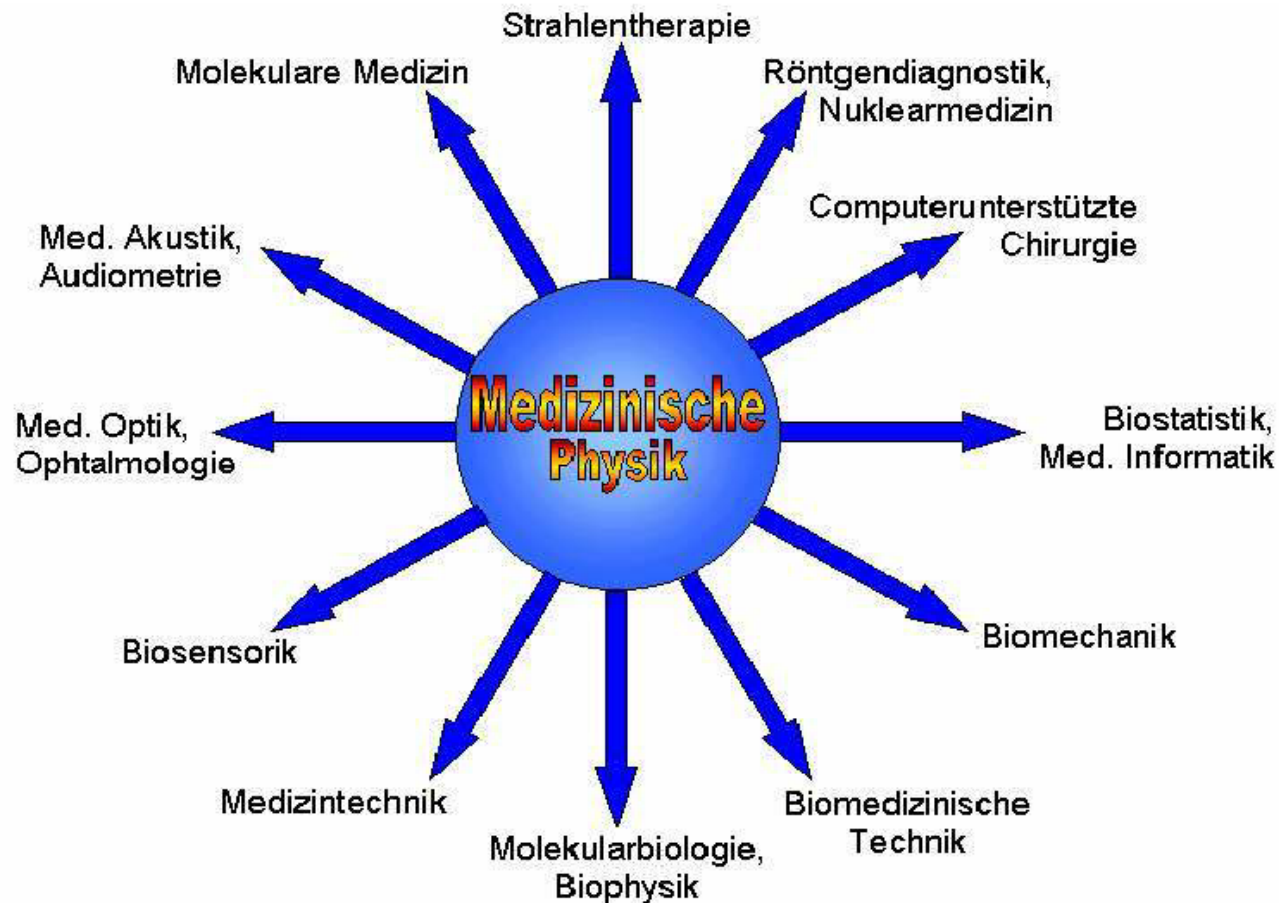 Strahlentherapie
Molekulare Medizin
Röntgendiagnostik,
Nuklearmedizin
Computerunterstützte
Chirurgie
Med. Akustik,
Audiometrie
Medizinische
Physik
Med. Optik,
Ophtalmologie
Biostatistik,
Med. Informatik
Biosensorik
Biomechanik
Medizintechnik
Biomedizinische
Technik
Molekularbiologie,
Biophysik